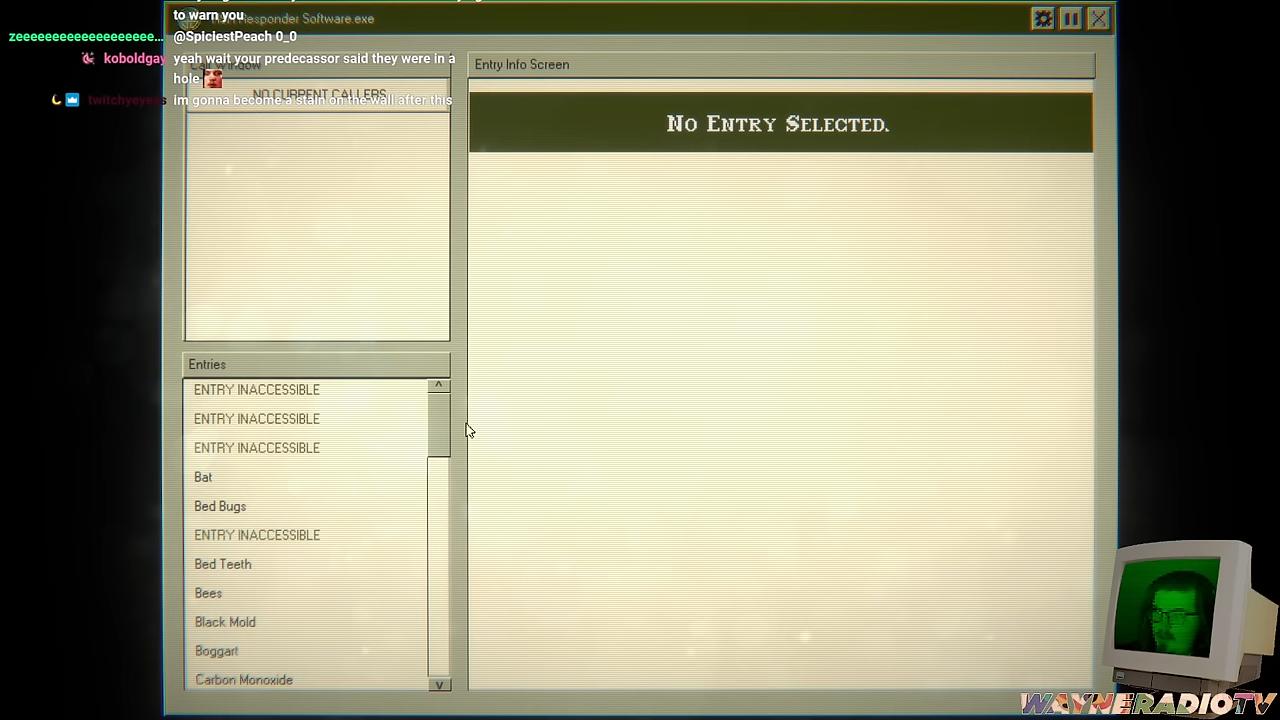 to warn you
Responder Software.exe
zeeeeeeeeeeeeeeeeeee...
@SpiciestPeach 0_0
koboldgay
yeah wait your predecassor said they were in a
hole
Call Window
Entry Info Screen
twitchyeye
im gonna become a stain on the wall after this
NO CURRENT CALLERS
No Entry Selected.
Entries
ENTRY INACCESSIBLE
ENTRY INACCESSIBLE
ENTRY INACCESSIBLE
Bat
Bed Bugs
ENTRY INACCESSIBLE
Bed Teeth
Bees
Black Mold
Boggart
Carbon Monoxide
WAYNERADIOTV